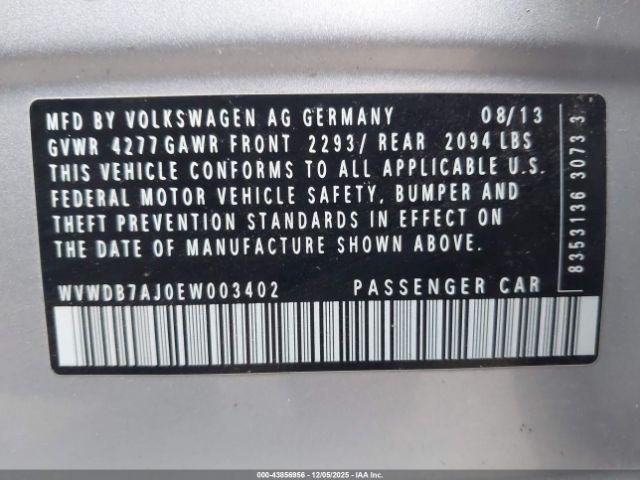 MFD BY VOLKSWAGEN AG GERMANY 08/13
GVWR 4277 GAWR FRONT 2293/ REAR 2094 LBS
THIS VEHICLE CONFORMS TO ALL APPLICABLE U.S.
FEDERAL MOTOR VEHICLE SAFETY, BUMPER AND
THEFT PREVENTION STANDARDS IN EFFECT ON
THE DATE OF MANUFACTURE SHOWN ABOVE.
WVWDB7AJ0EW003402 PASSENGER CAR
8353136 3073 3
000-43856956 - 12/05/2025 - IAA Inc.